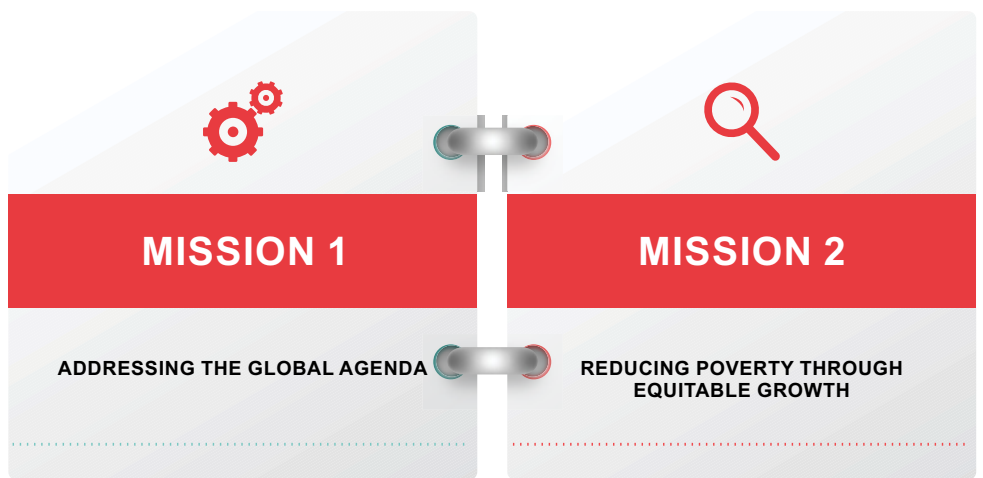 MISSION 1
ADDRESSING THE GLOBAL AGENDA
MISSION 2
REDUCING POVERTY THROUGH
EQUITABLE GROWTH